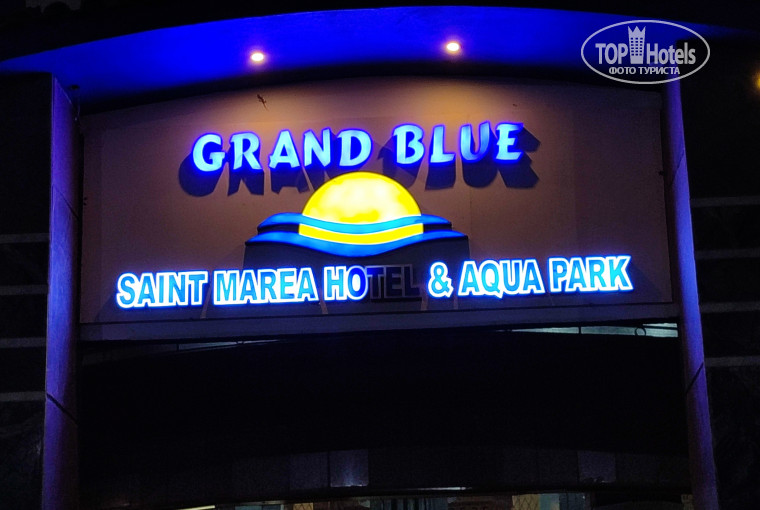 TOP Hotels
ФОТО ТУРИСТА
GRAND BLUE
SAINT MAREA HOTEL & AQUA PARK